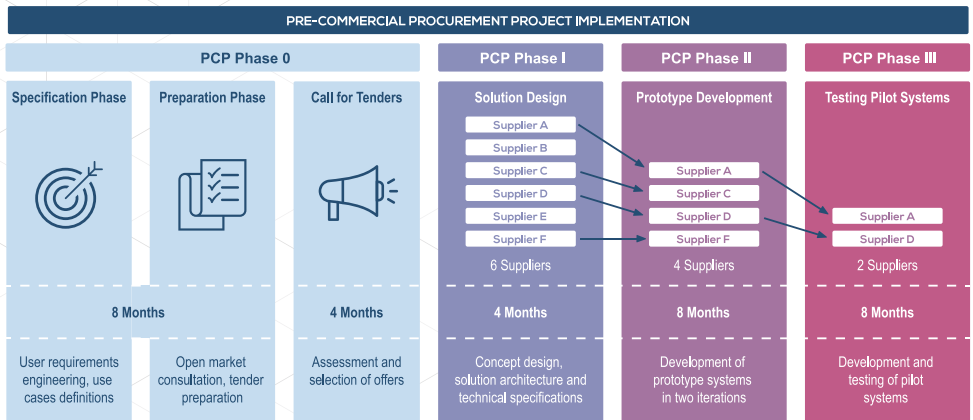 PRE-COMMERCIAL PROCUREMENT PROJECT IMPLEMENTATION
PCP Phase 0
PCP Phase I
PCP Phase II
PCP Phase III
Specification Phase
Preparation Phase
Call for Tenders
Solution Design
Prototype Development
Testing Pilot Systems
Supplier A
Supplier B
Supplier C
Supplier D
Supplier E
Supplier F
6 Suppliers
Supplier A
Supplier C
Supplier D
Supplier F
4 Suppliers
Supplier A
Supplier D
2 Suppliers
8 Months
4 Months
4 Months
8 Months
8 Months
User requirements
engineering, use
cases definitions
Open market
consultation, tender
preparation
Assessment and
selection of offers
Concept design,
solution architecture and
technical specifications
Development of
prototype systems
in two iterations
Development and
testing of pilot
systems